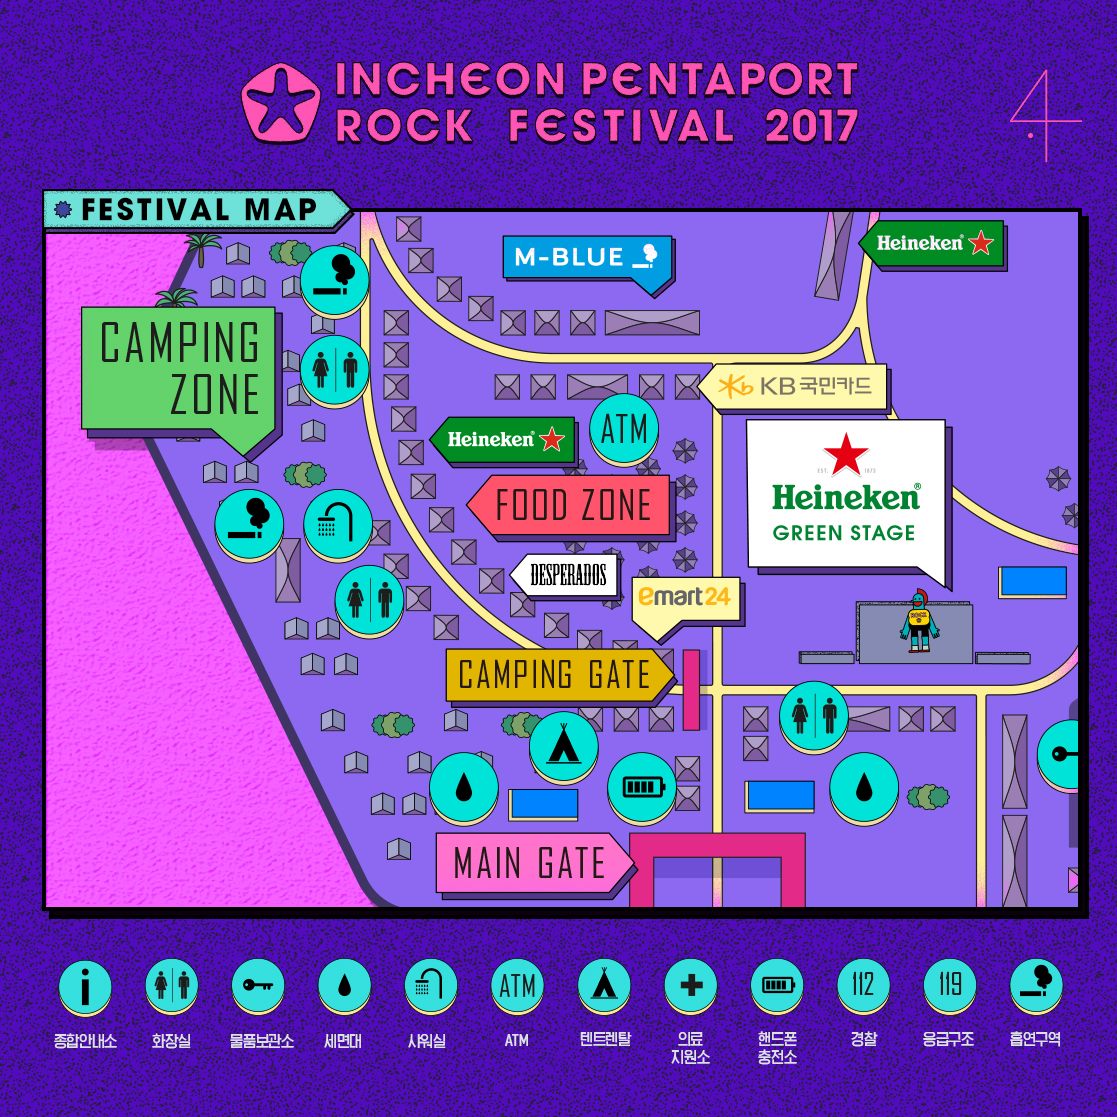 INCHEON PENTAPORT
ROCK FESTIVAL 2017
4
FESTIVAL MAP
M-BLUE
Heineken
CAMPING
ZONE
KB 국민카드
Heineken
ATM
EST. 1873
Heineken®
GREEN STAGE
FOOD ZONE
DESPERADOS
emart24
ROCK
CAMPING GATE
MAIN GATE
ATM
112
119
종합안내소
화장실
물품보관소
세면대
샤워실
ATM
텐트렌탈
의료
지원소
핸드폰
충전소
경찰
응급구조
흡연구역